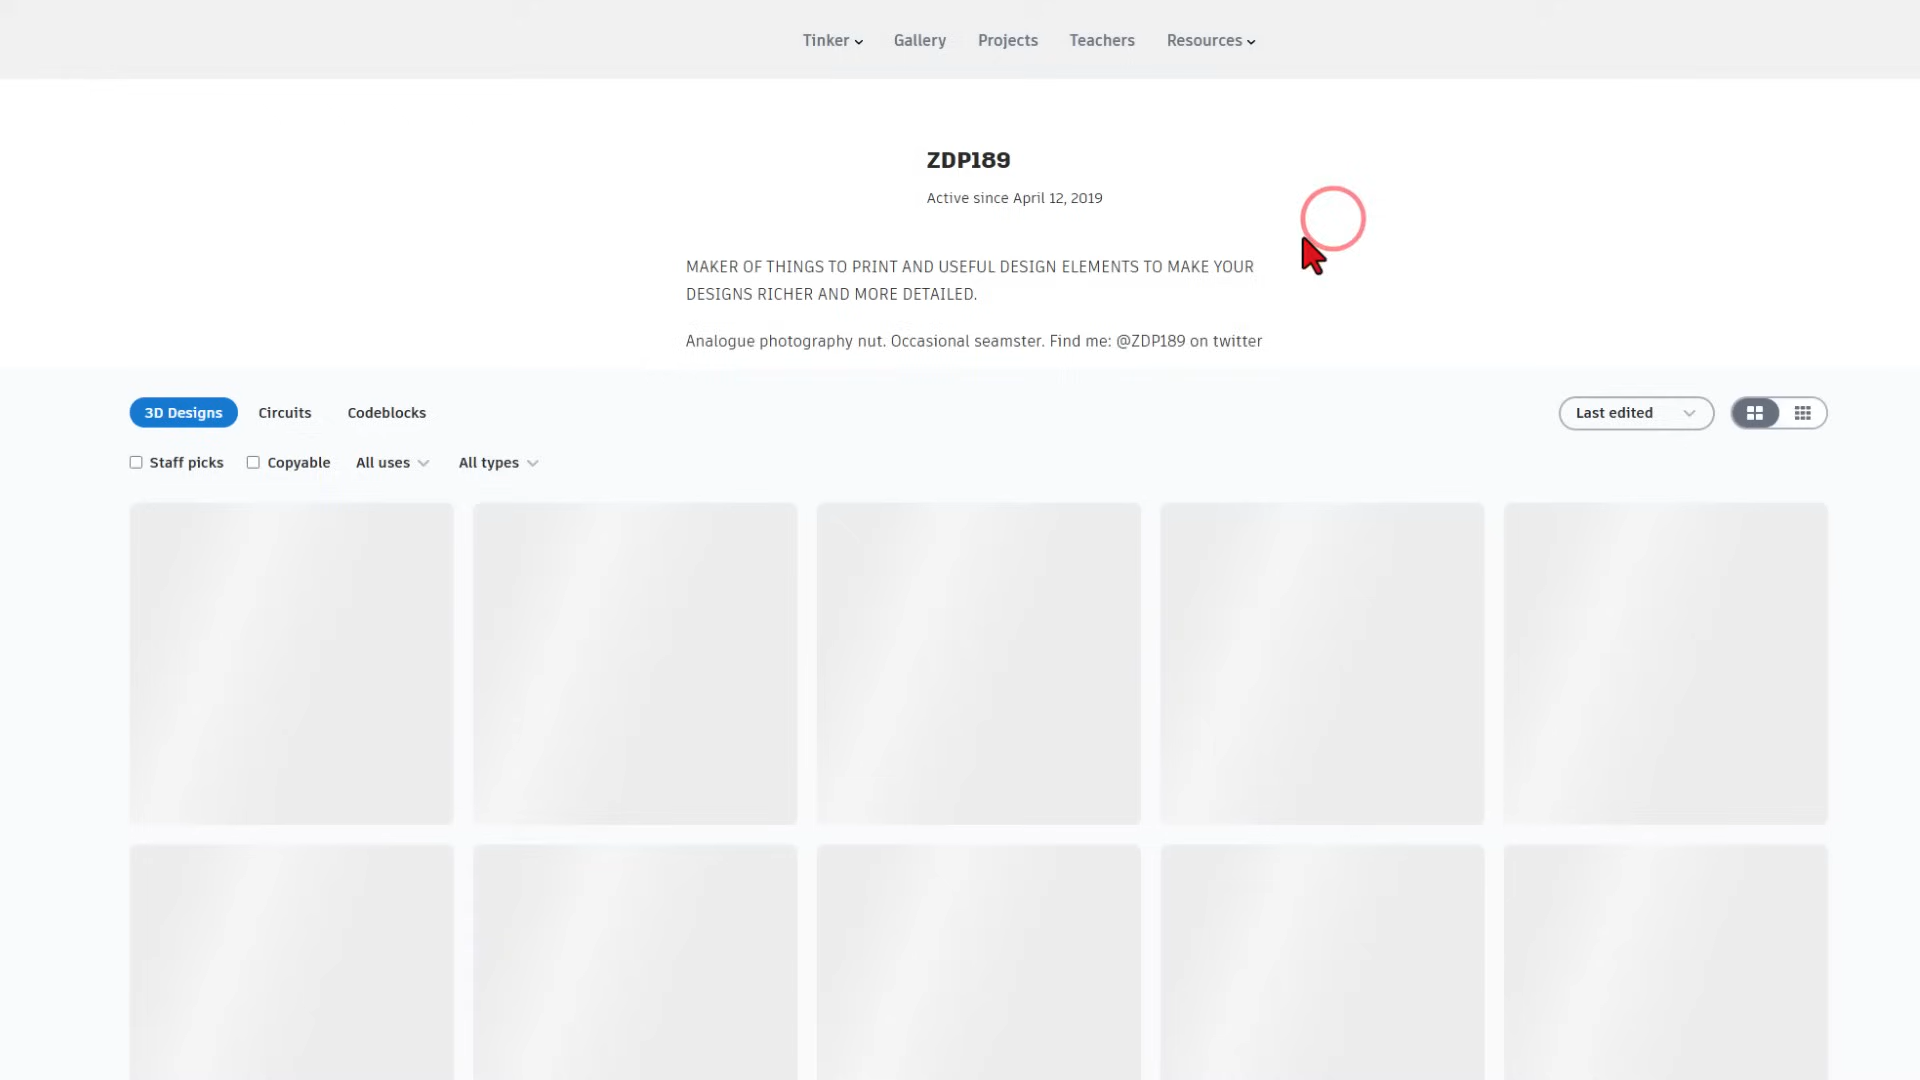 Tinker Gallery Projects Teachers Resources
ZDP189
Active since April 12, 2019
MAKER OF THINGS TO PRINT AND USEFUL DESIGN ELEMENTS TO MAKE YOUR
DESIGNS RICHER AND MORE DETAILED.
Analogue photography nut. Occasional seamster. Find me: @ZDP189 on twitter
3D Designs Circuits Codeblocks Last edited
Staff picks Copyable All uses All types